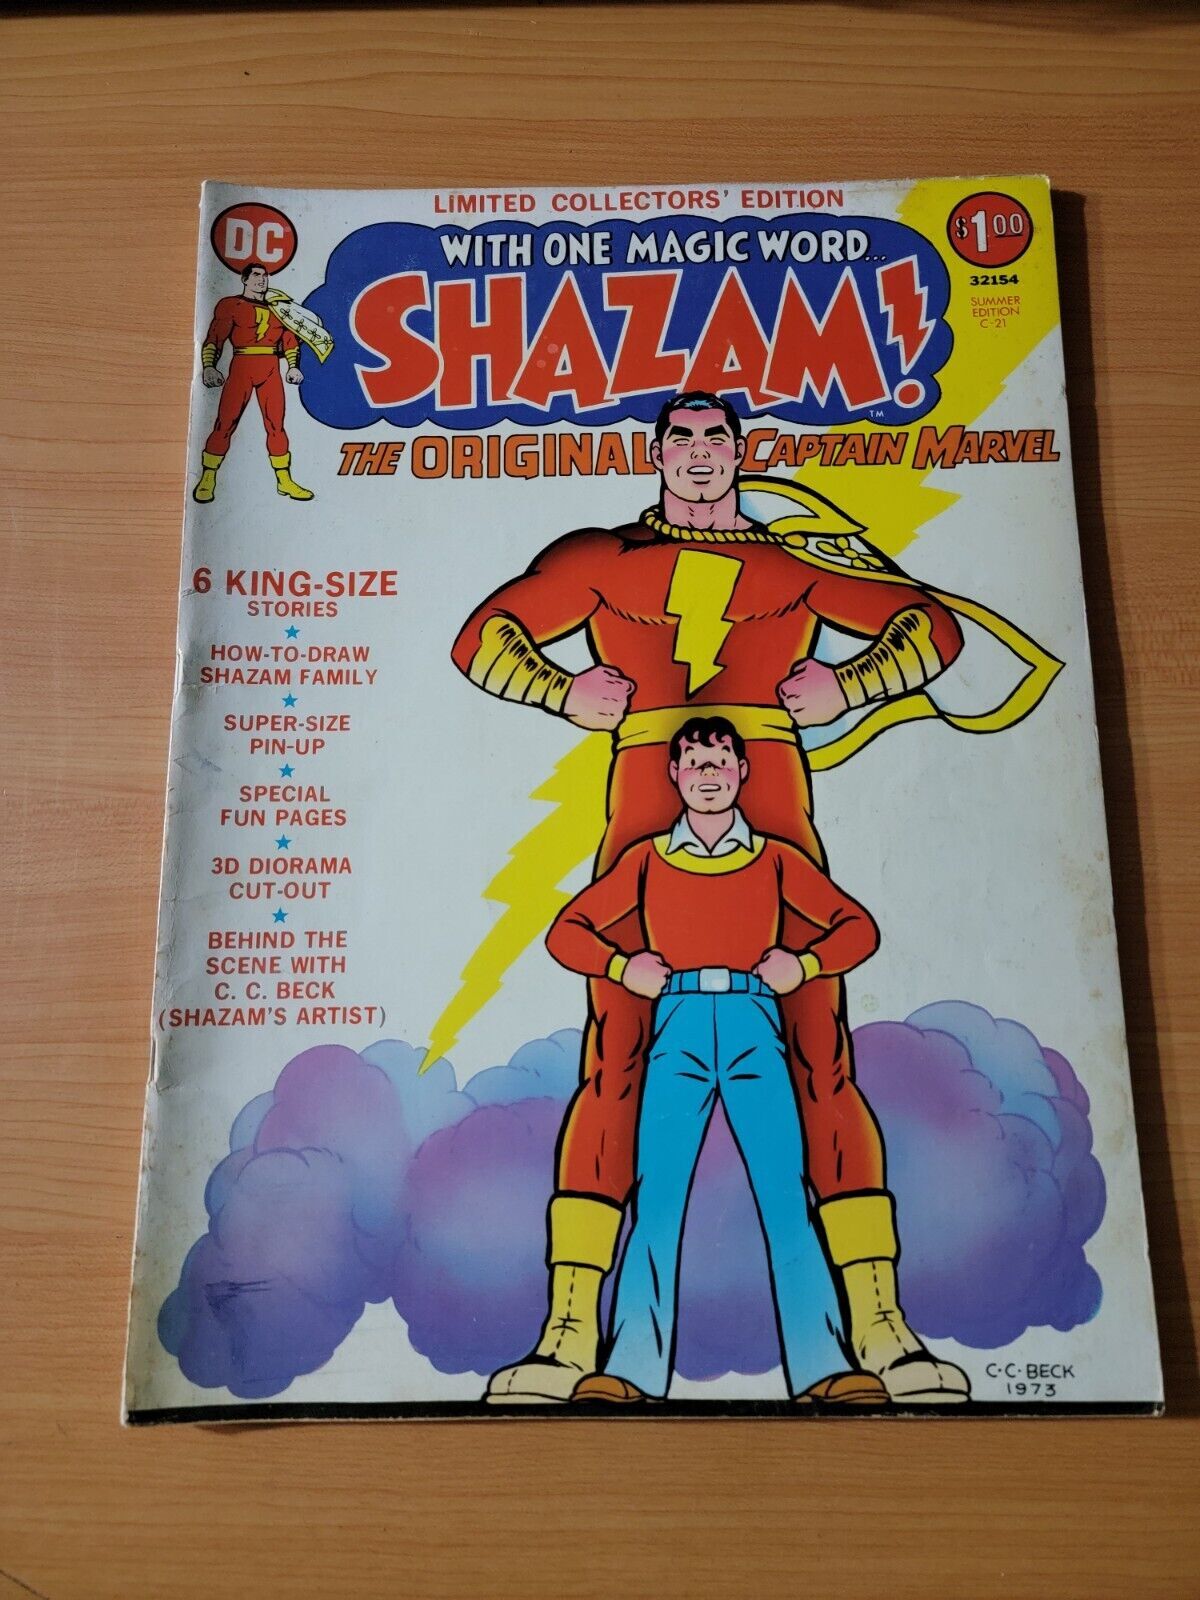 LIMITED COLLECTORS' EDITION
DC
$1.00
WITH ONE MAGIC WORD...
SHAZAM!
TM
32154
SUMMER
EDITION
C-21
THE ORIGINAL CAPTAIN MARVEL
6 KING-SIZE
STORIES
HOW-TO-DRAW
SHAZAM FAMILY
SUPER-SIZE
PIN-UP
SPECIAL
FUN PAGES
3D DIORAMA
CUT-OUT
BEHIND THE
SCENE WITH
C. C. BECK
(SHAZAM'S ARTIST)
C.C.BECK
1973